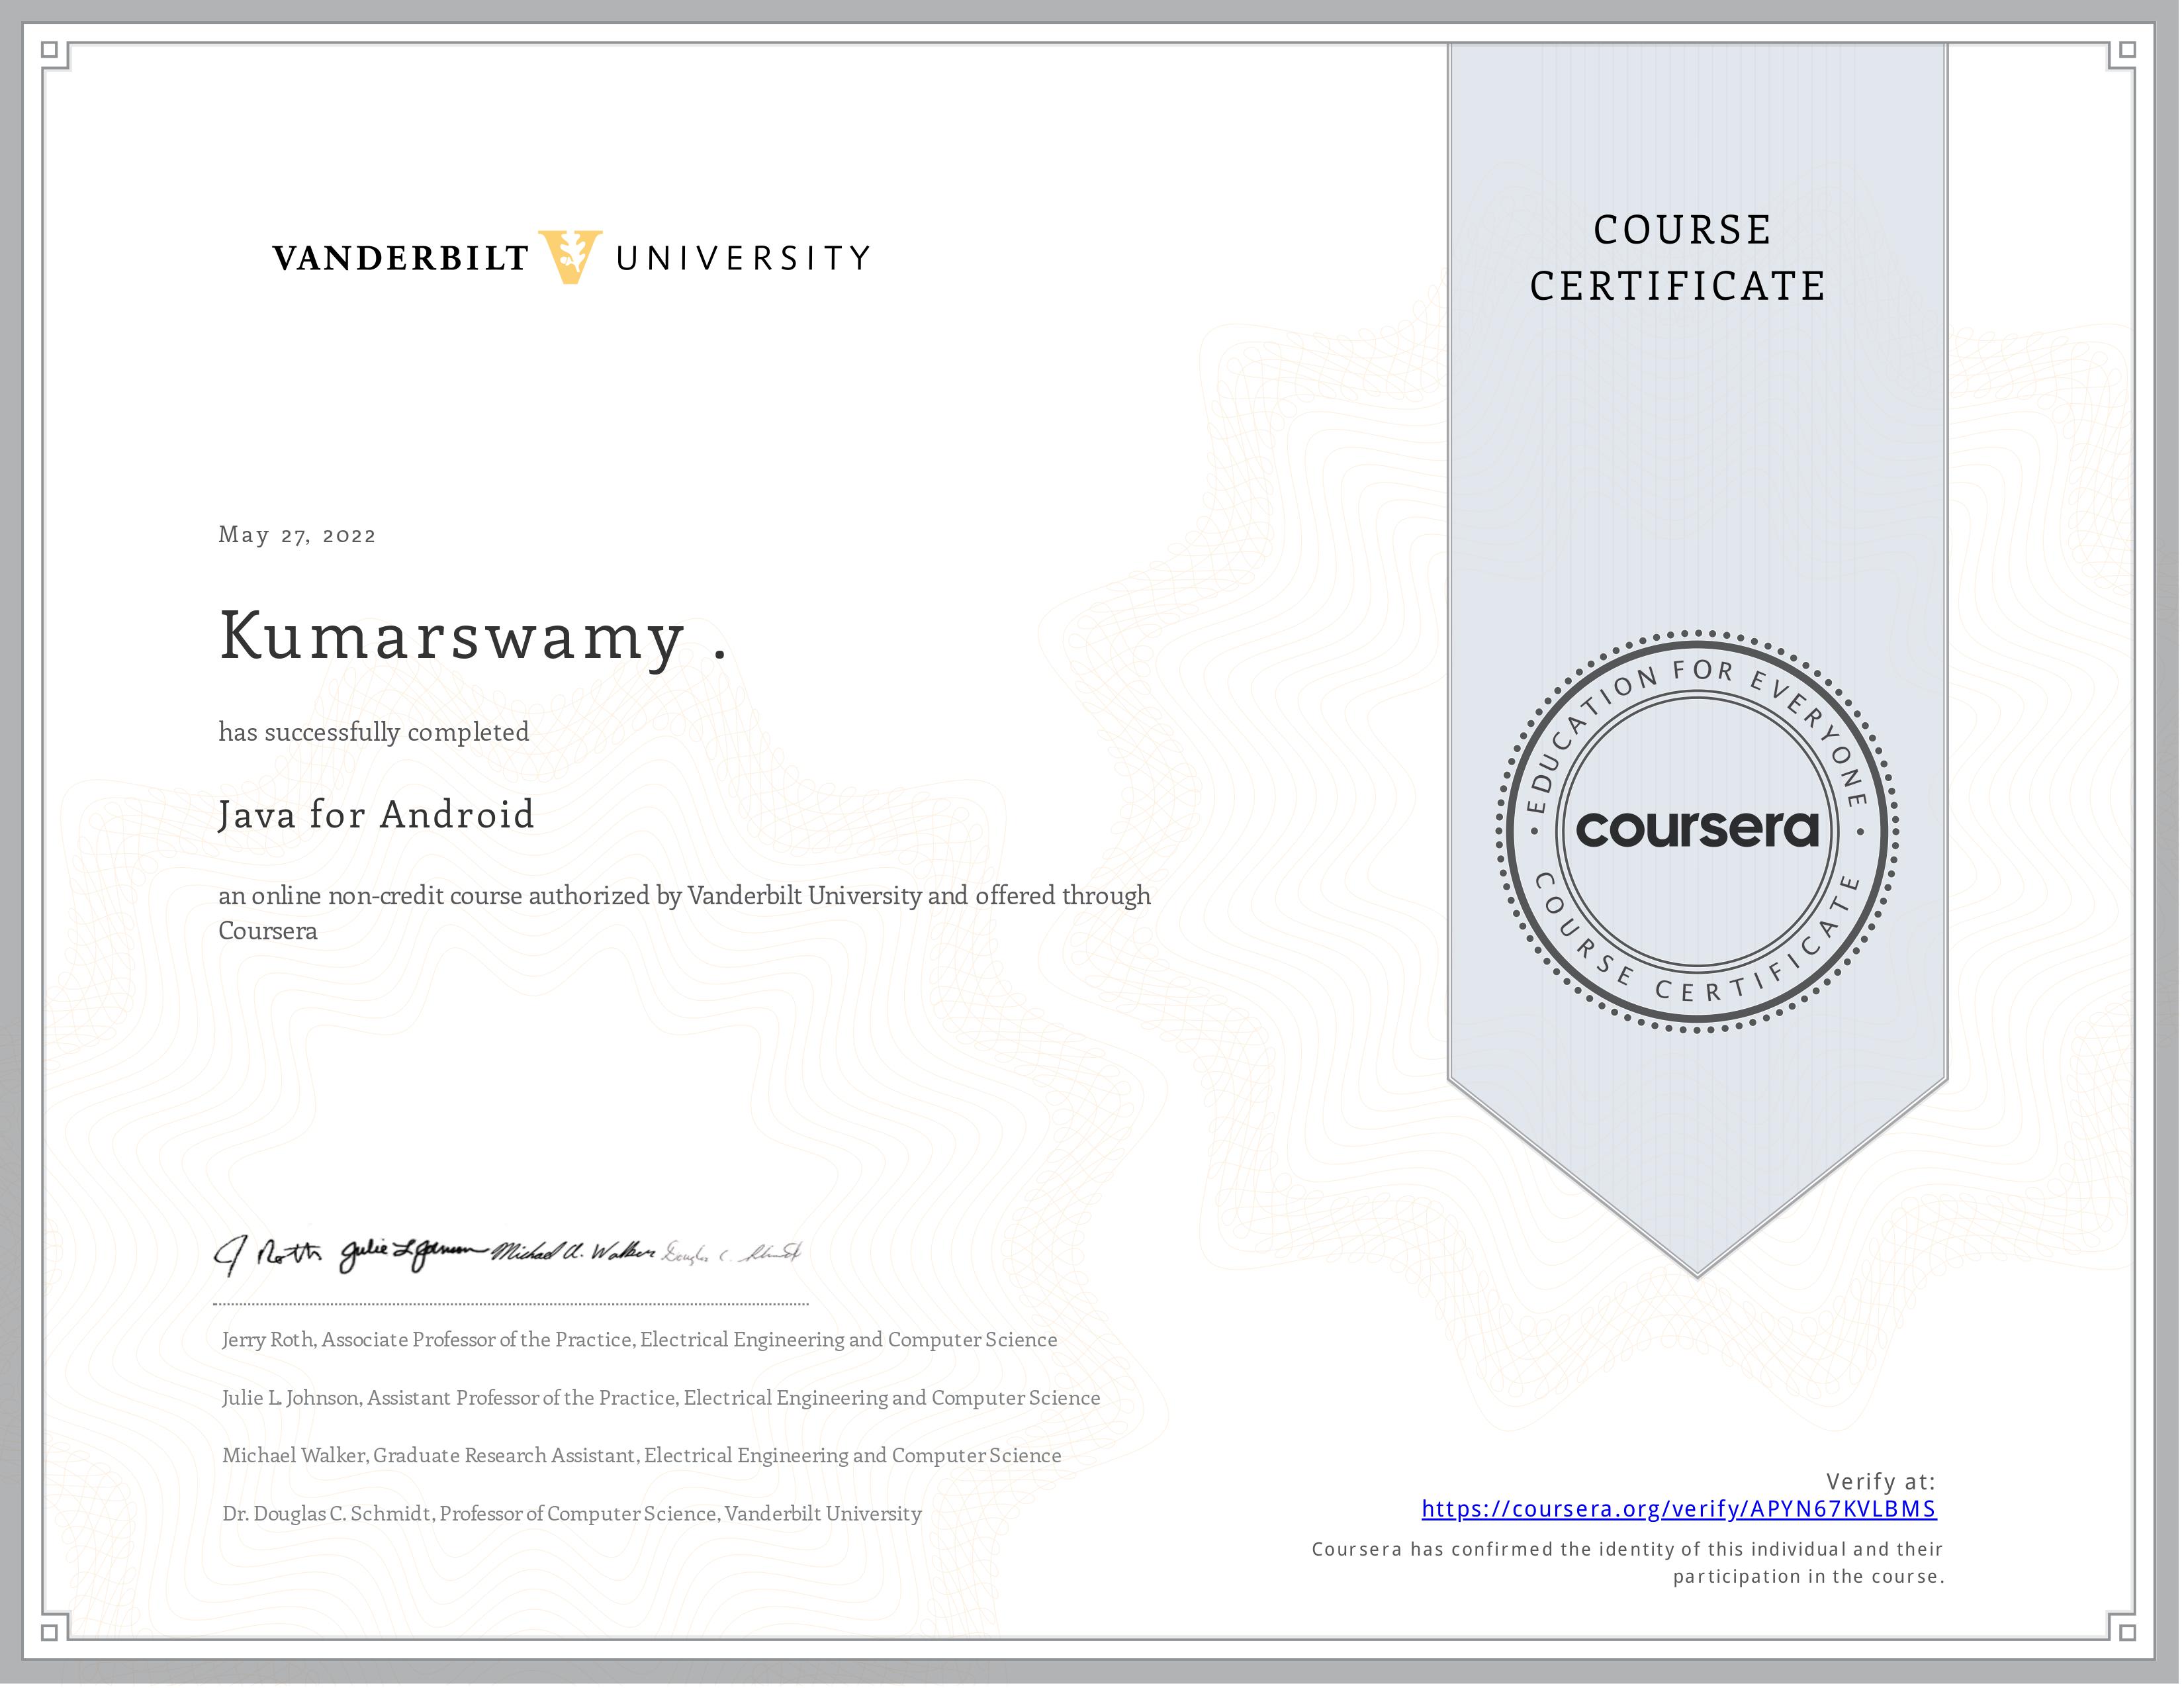 VANDERBILT V UNIVERSITY
COURSE
CERTIFICATE
May 27, 2022
Kumarswamy .
has successfully completed
Java for Android
an online non-credit course authorized by Vanderbilt University and offered through
Coursera
EDUCATION FOR EVERYONE
coursera
COURSE CERTIFICATE
J Roth Julie L Johnson Michael A. Walker Douglas C. Schmidt
Jerry Roth, Associate Professor of the Practice, Electrical Engineering and Computer Science
Julie L. Johnson, Assistant Professor of the Practice, Electrical Engineering and Computer Science
Michael Walker, Graduate Research Assistant, Electrical Engineering and Computer Science
Dr. Douglas C. Schmidt, Professor of Computer Science, Vanderbilt University
Verify at:
https://coursera.org/verify/APYN67KVLBMS
Coursera has confirmed the identity of this individual and their
participation in the course.